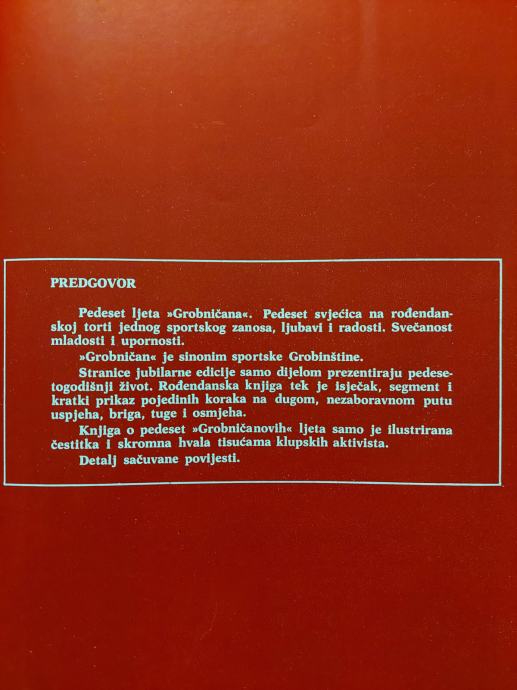 PREDGOVOR
Pedeset ljeta »Grobničana«. Pedeset svjećica na rođendan-
skoj torti jednog sportskog zanosa, ljubavi i radosti. Svečanost
mladosti i upornosti.
»Grobničan« je sinonim sportske Grobinštine.
Stranice jubilarne edicije samo dijelom prezentiraju pedese-
togodišnji život. Rođendanska knjiga tek je isječak, segment i
kratki prikaz pojedinih koraka na dugom, nezaboravnom putu
uspjeha, briga, tuge i osmjeha.
Knjiga o pedeset »Grobničanovih« ljeta samo je ilustrirana
čestitka i skromna hvala tisućama klupskih aktivista.
Detalj sačuvane povijesti.